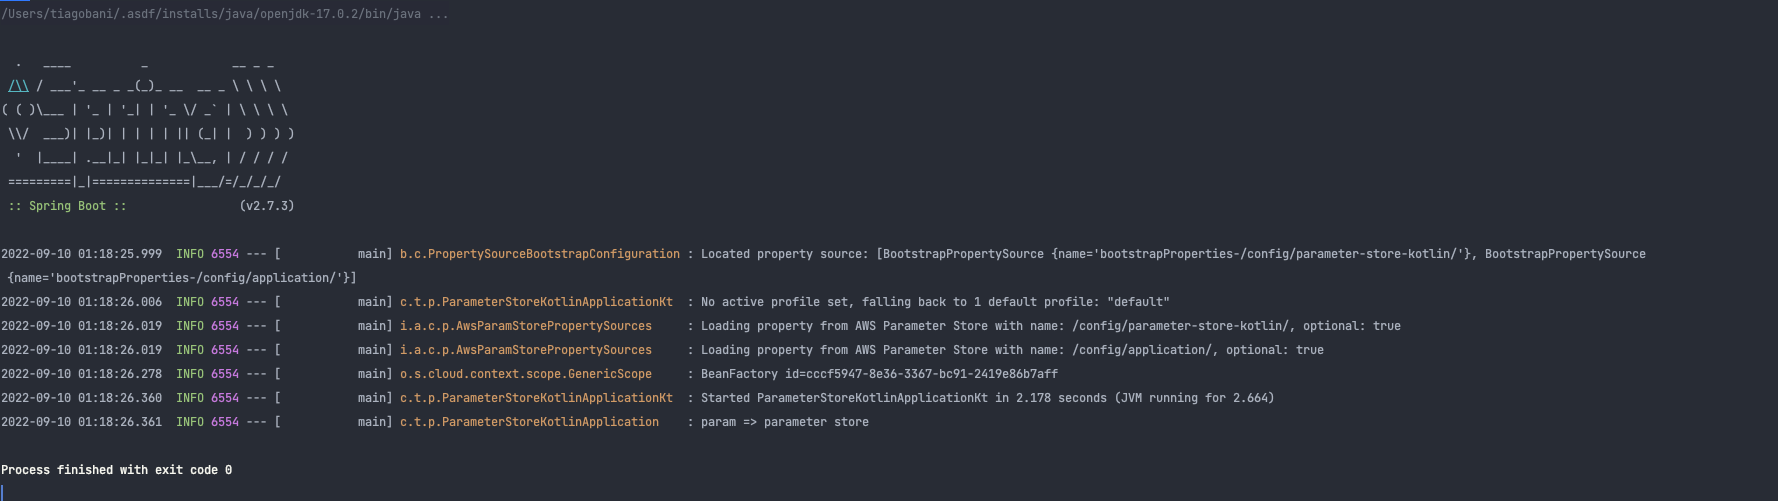 /Users/tiagobani/.asdf/installs/java/openjdk-17.0.2/bin/java ...
  .   ____          _            __ _ _
 /\\ / ___'_ __ _ _(_)_ __  __ _ \ \ \ \
( ( )\___ | '_ | '_| | '_ \/ _` | \ \ \ \
 \\/  ___)| |_)| | | | | || (_| |  ) ) ) )
  '  |____| .__|_| |_|_| |_\__, | / / / /
 =========|_|==============|___/=/_/_/_/
 :: Spring Boot ::                (v2.7.3)
2022-09-10 01:18:25.999  INFO 6554 --- [           main] b.c.PropertySourceBootstrapConfiguration : Located property source: [BootstrapPropertySource {name='bootstrapProperties-/config/parameter-store-kotlin/'}, BootstrapPropertySource
 {name='bootstrapProperties-/config/application/'}]
2022-09-10 01:18:26.006  INFO 6554 --- [           main] c.t.p.ParameterStoreKotlinApplicationKt  : No active profile set, falling back to 1 default profile: "default"
2022-09-10 01:18:26.019  INFO 6554 --- [           main] i.a.c.p.AwsParamStorePropertySources     : Loading property from AWS Parameter Store with name: /config/parameter-store-kotlin/, optional: true
2022-09-10 01:18:26.019  INFO 6554 --- [           main] i.a.c.p.AwsParamStorePropertySources     : Loading property from AWS Parameter Store with name: /config/application/, optional: true
2022-09-10 01:18:26.278  INFO 6554 --- [           main] o.s.cloud.context.scope.GenericScope     : BeanFactory id=cccf5947-8e36-3367-bc91-2419e86b7aff
2022-09-10 01:18:26.360  INFO 6554 --- [           main] c.t.p.ParameterStoreKotlinApplicationKt  : Started ParameterStoreKotlinApplicationKt in 2.178 seconds (JVM running for 2.664)
2022-09-10 01:18:26.361  INFO 6554 --- [           main] c.t.p.ParameterStoreKotlinApplication    : param => parameter store
Process finished with exit code 0